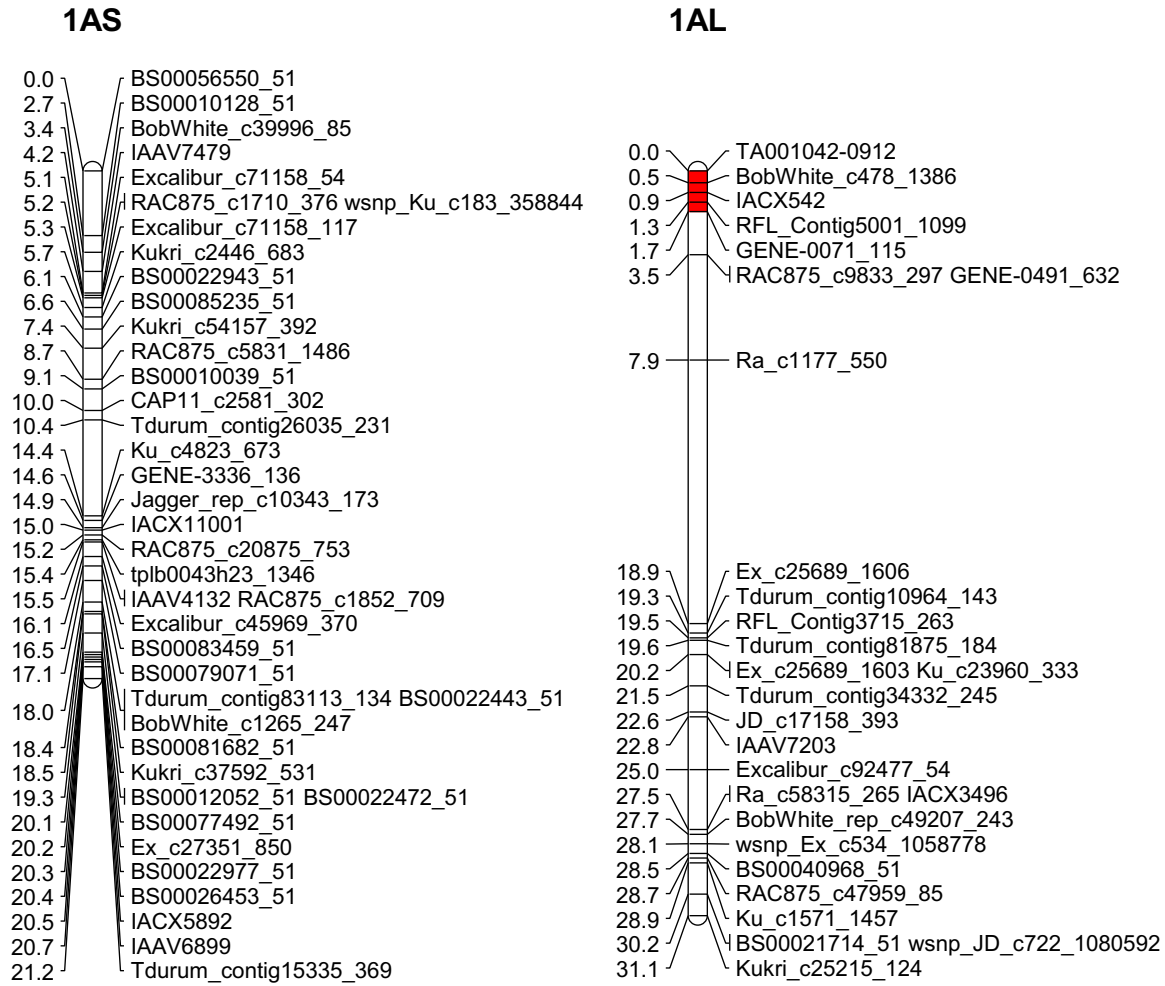 1AS
0.0 BS00056550_51
2.7 BS00010128_51
3.4 BobWhite_c39996_85
4.2 IAAV7479
5.1 Excalibur_c71158_54
5.2 RAC875_c1710_376 wsnp_Ku_c183_358844
5.3 Excalibur_c71158_117
5.7 Kukri_c2446_683
6.1 BS00022943_51
6.6 BS00085235_51
7.4 Kukri_c54157_392
8.7 RAC875_c5831_1486
9.1 BS00010039_51
10.0 CAP11_c2581_302
10.4 Tdurum_contig26035_231
14.4 Ku_c4823_673
14.6 GENE-3336_136
14.9 Jagger_rep_c10343_173
15.0 IACX11001
15.2 RAC875_c20875_753
15.4 tplb0043h23_1346
15.5 IAAV4132 RAC875_c1852_709
16.1 Excalibur_c45969_370
16.5 BS00083459_51
17.1 BS00079071_51
18.0 Tdurum_contig83113_134 BS00022443_51
BobWhite_c1265_247
18.4 BS00081682_51
18.5 Kukri_c37592_531
19.3 BS00012052_51 BS00022472_51
20.1 BS00077492_51
20.2 Ex_c27351_850
20.3 BS00022977_51
20.4 BS00026453_51
20.5 IACX5892
20.7 IAAV6899
21.2 Tdurum_contig15335_369
1AL
0.0 TA001042-0912
0.5 BobWhite_c478_1386
0.9 IACX542
1.3 RFL_Contig5001_1099
1.7 GENE-0071_115
3.5 RAC875_c9833_297 GENE-0491_632
7.9 Ra_c1177_550
18.9 Ex_c25689_1606
19.3 Tdurum_contig10964_143
19.5 RFL_Contig3715_263
19.6 Tdurum_contig81875_184
20.2 Ex_c25689_1603 Ku_c23960_333
21.5 Tdurum_contig34332_245
22.6 JD_c17158_393
22.8 IAAV7203
25.0 Excalibur_c92477_54
27.5 Ra_c58315_265 IACX3496
27.7 BobWhite_rep_c49207_243
28.1 wsnp_Ex_c534_1058778
28.5 BS00040968_51
28.7 RAC875_c47959_85
28.9 Ku_c1571_1457
30.2 BS00021714_51 wsnp_JD_c722_1080592
31.1 Kukri_c25215_124